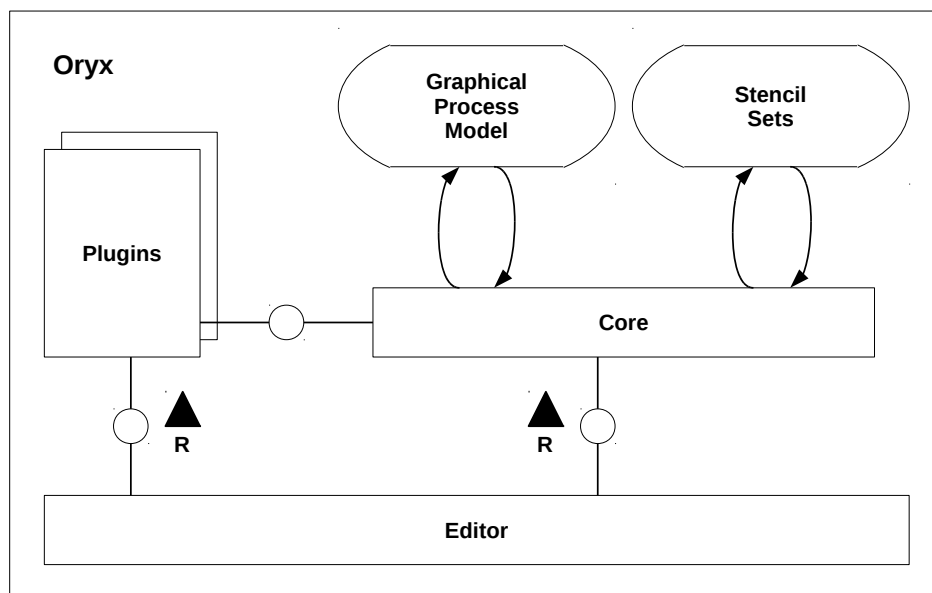 Oryx
Graphical
Process
Model
Stencil
Sets
Plugins
Core
R
R
Editor